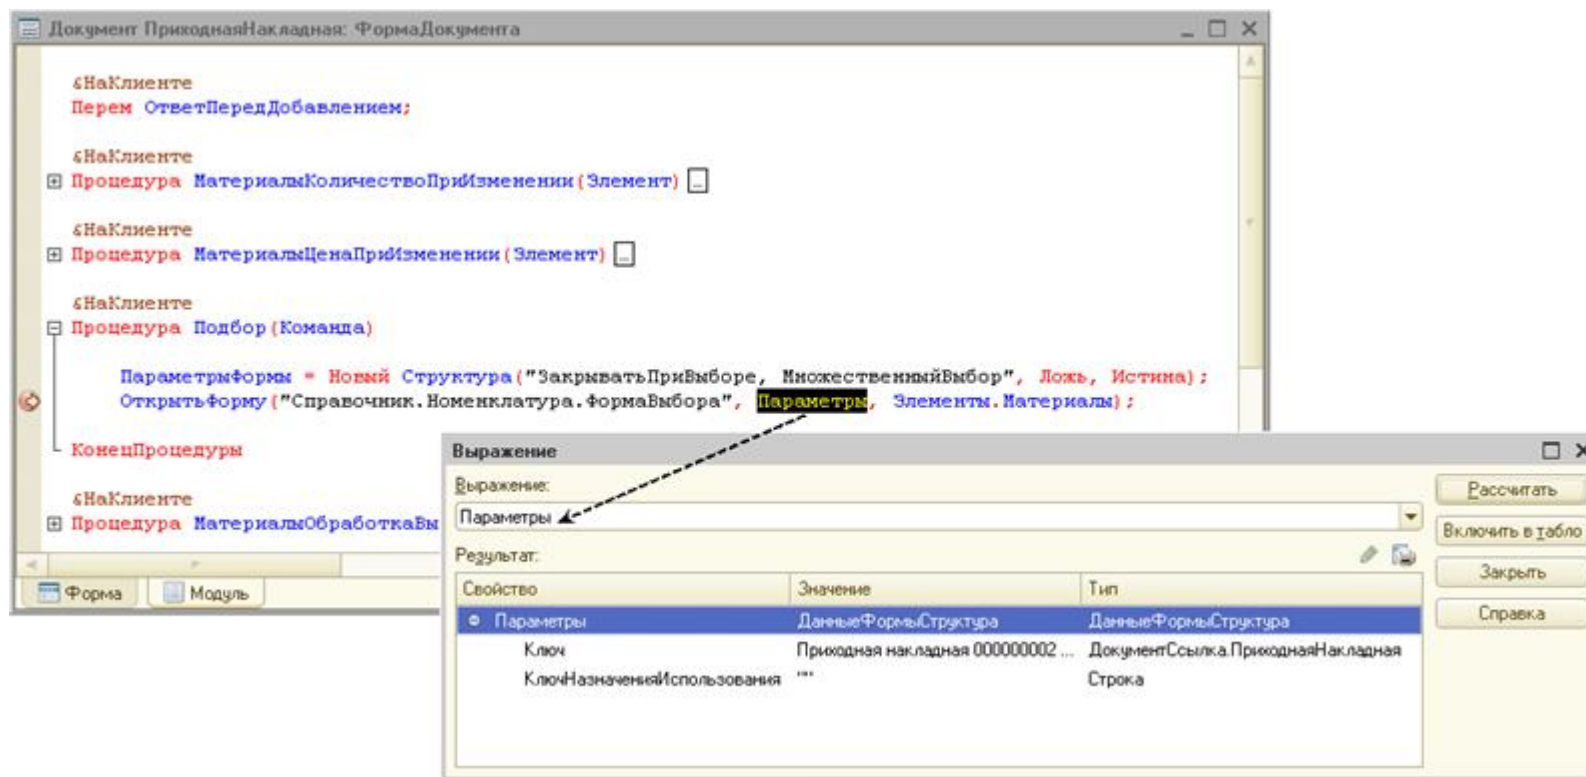 Документ ПриходнаяНакладная: ФормаДокумента
&НаКлиенте
Перем ОтветПередДобавлением;
&НаКлиенте
Процедура МатериалыКоличествоПриИзменении(Элемент) ...
&НаКлиенте
Процедура МатериалыЦенаПриИзменении(Элемент) ...
&НаКлиенте
Процедура Подбор(Команда)
ПараметрыФормы = Новый Структура("ЗакрыватьПриВыборе, МножественныйВыбор", Ложь, Истина);
ОткрытьФорму("Справочник.Номенклатура.ФормаВыбора", Параметры, Элементы.Материалы);
КонецПроцедуры
&НаКлиенте
Процедура МатериалыОбработкаВы
Форма Модуль
Выражение
Выражение:
Параметры
Результат:
Свойство Значение Тип
Параметры ДанныеФормыСтруктура ДанныеФормыСтруктура
Ключ Приходная накладная 000000002 ... ДокументСсылка.ПриходнаяНакладная
КлючНазначенияИспользования "" Строка
Рассчитать
Включить в табло
Закрыть
Справка